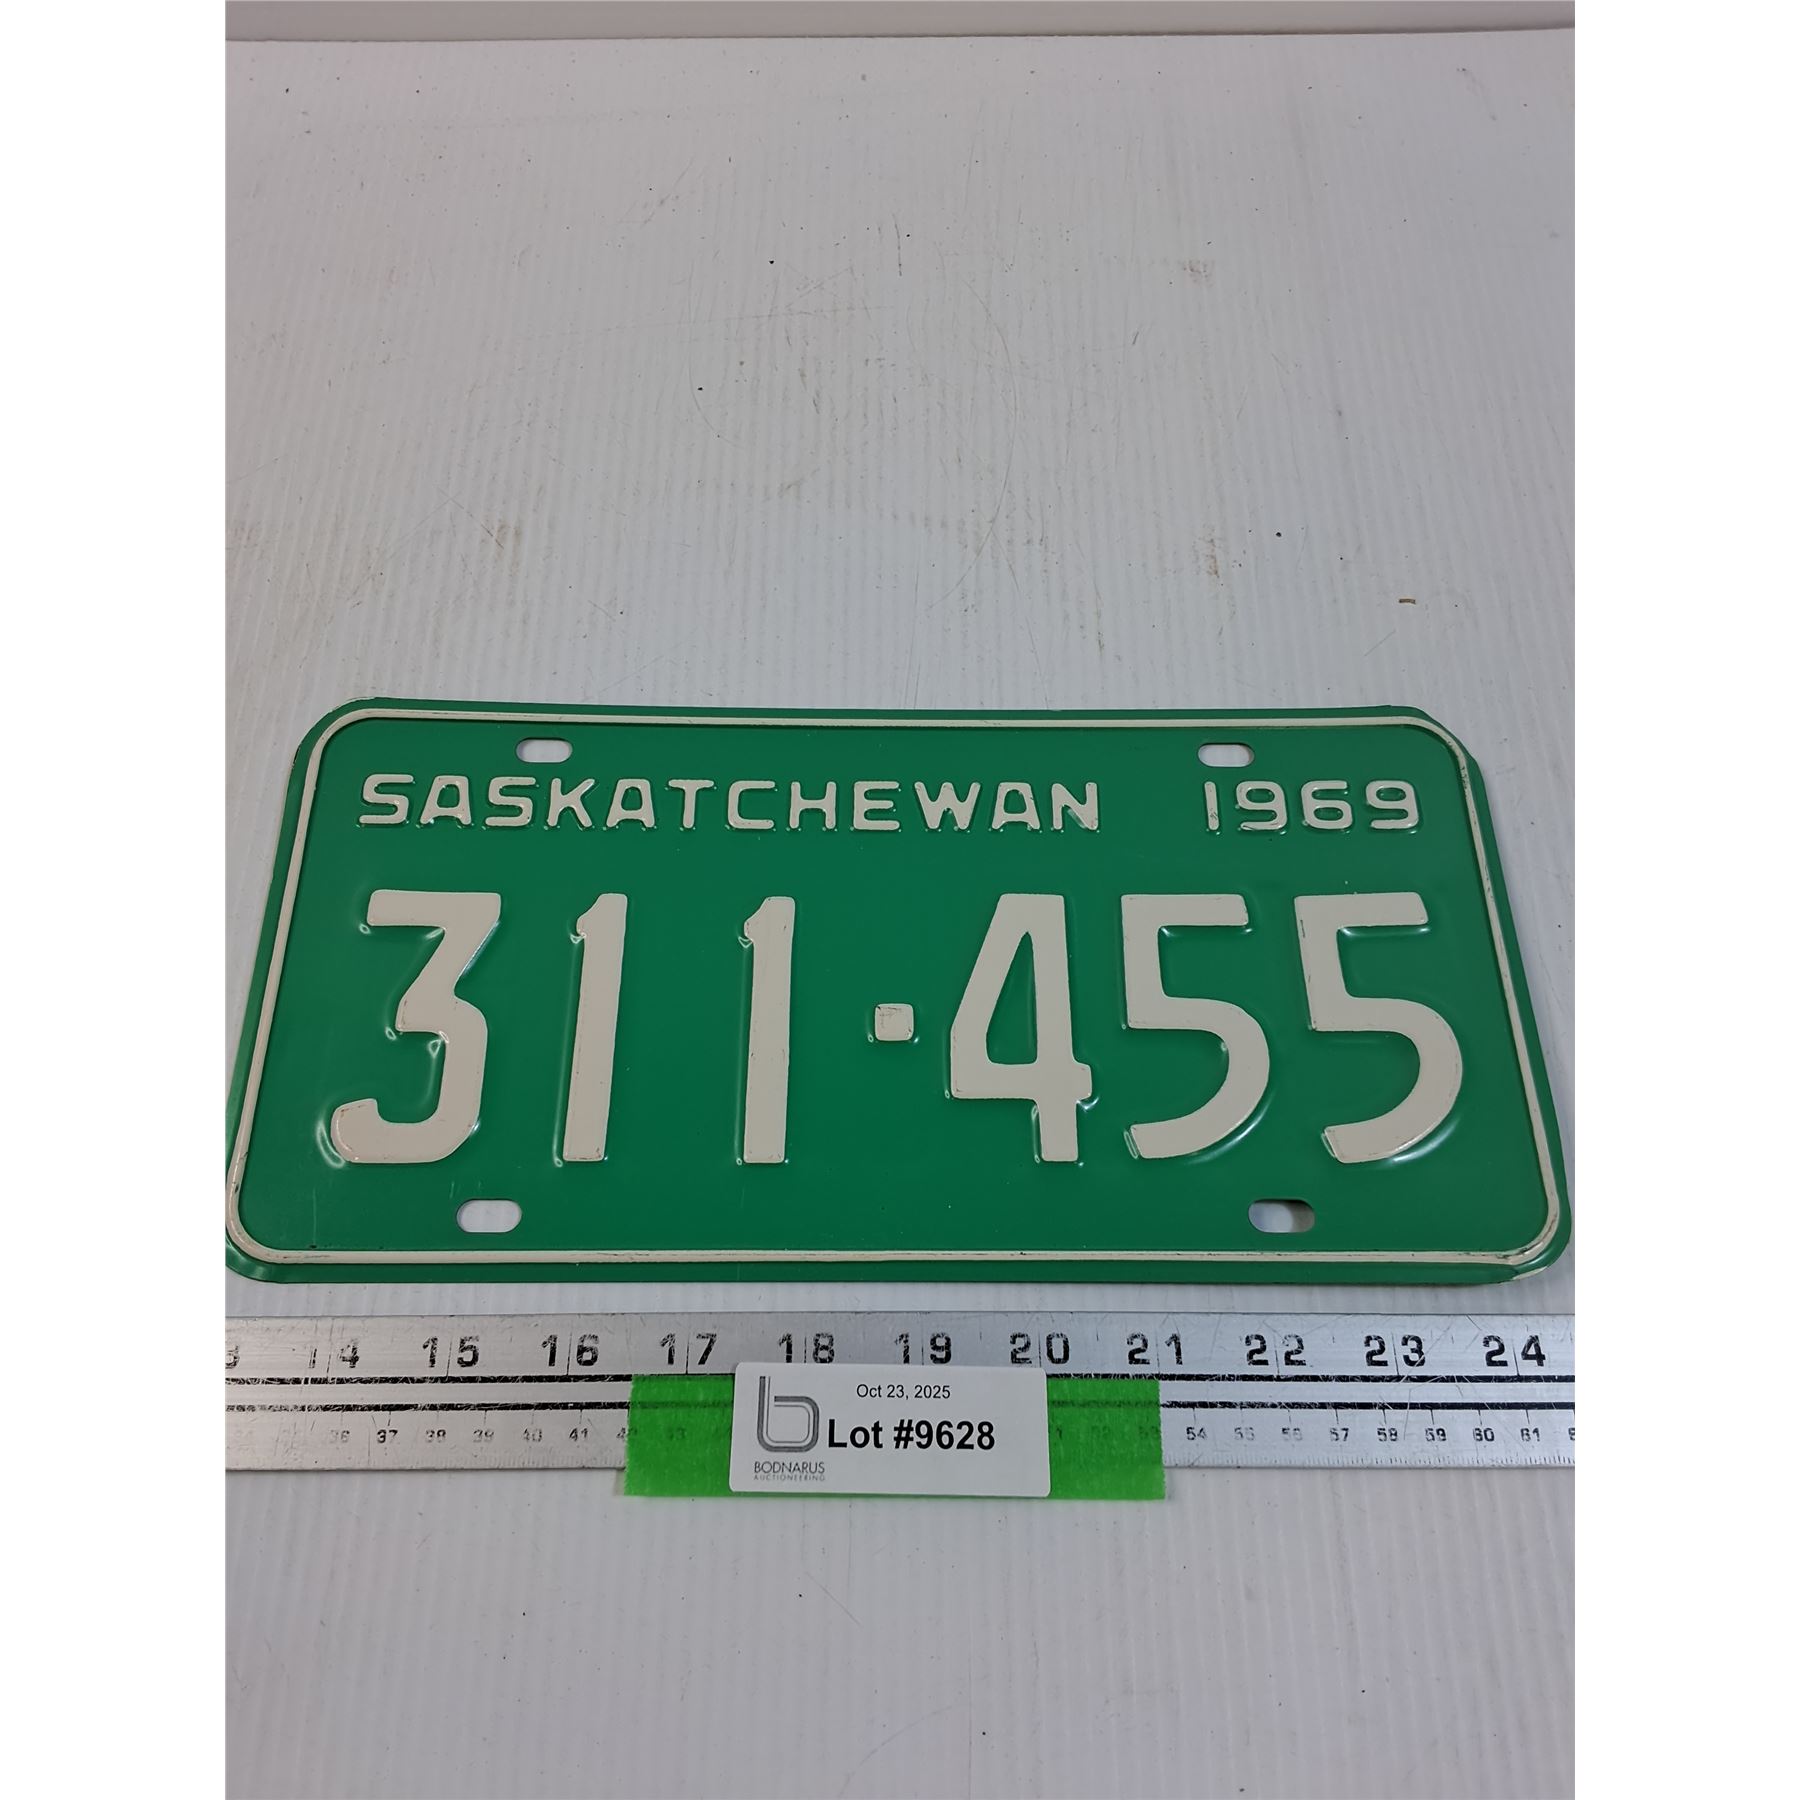 SASKATCHEWAN 1969
311·455
14 15 16 17 18 19 20 21 22 23 24
36 37 38 39 40 41 54 55 56 57 58 59 60 61
Oct 23, 2025
Lot #9628
BODNARUS
AUCTIONEERING